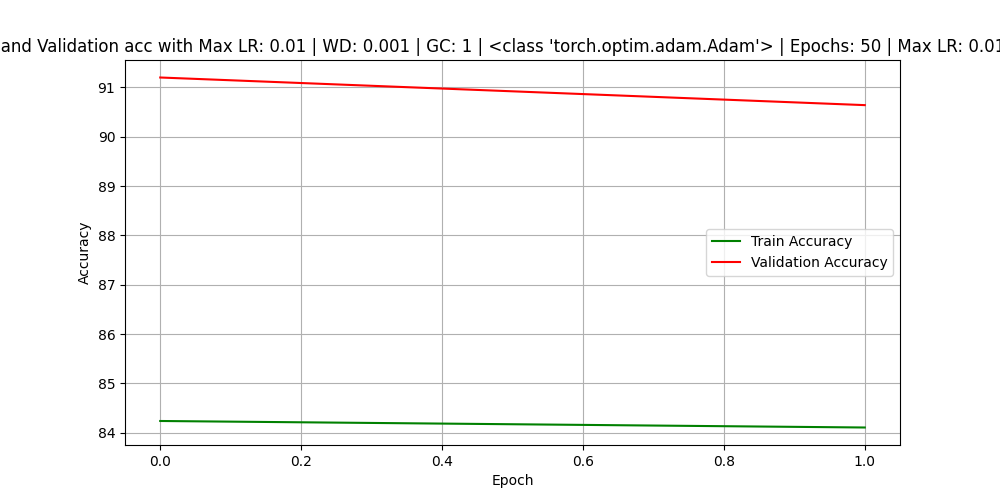 and Validation acc with Max LR: 0.01 | WD: 0.001 | GC: 1 | <class 'torch.optim.adam.Adam'> | Epochs: 50 | Max LR: 0.01
91
90
89
88
87
86
85
84
Accuracy
Train Accuracy
Validation Accuracy
0.0 0.2 0.4 0.6 0.8 1.0
Epoch